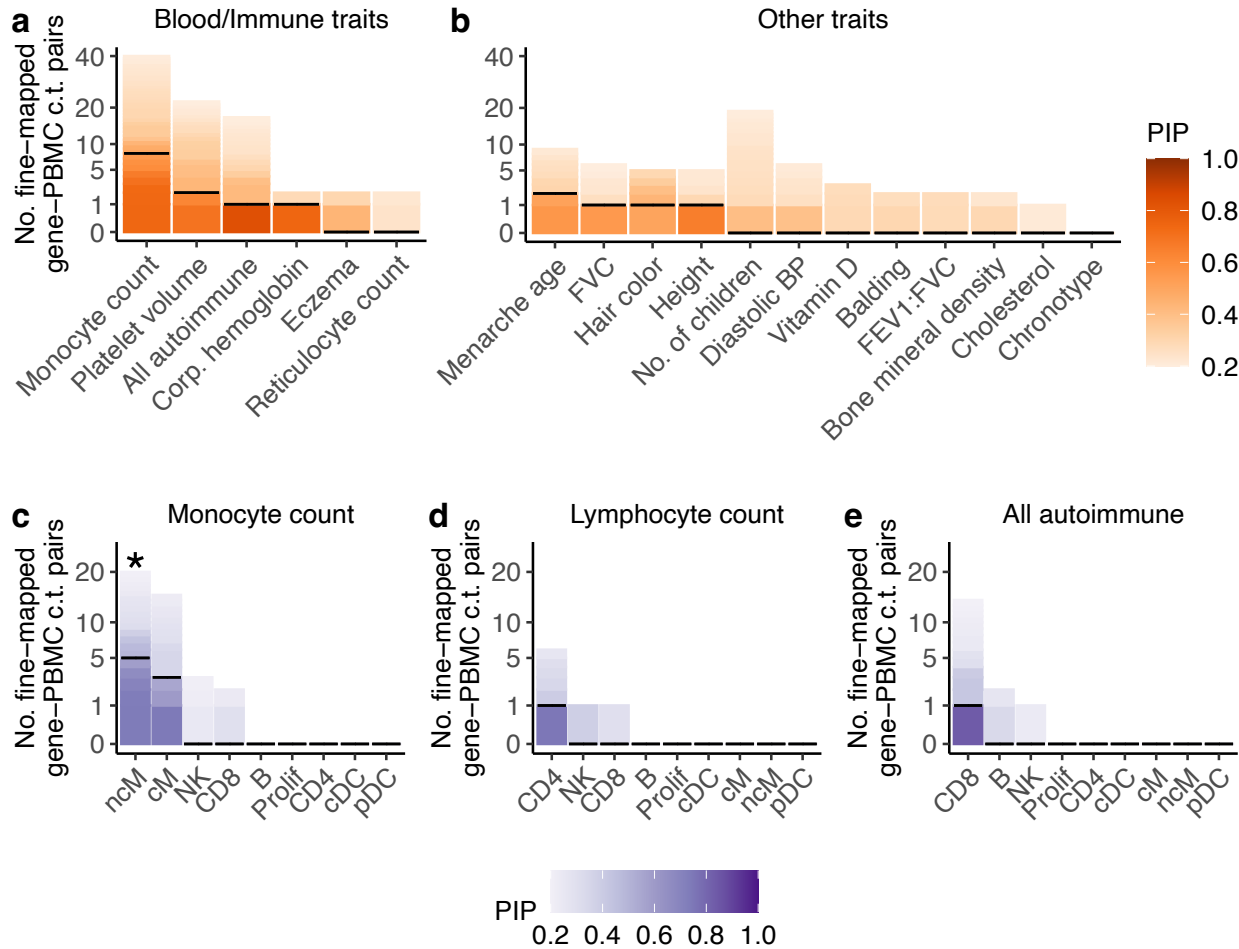 a Blood/Immune traits
No. fine−mapped
gene−PBMC c.t. pairs
40
20
10
5
1
0
Monocyte count
Platelet volume
All autoimmune
Corp. hemoglobin
Eczema
Reticulocyte count
b Other traits
No. fine−mapped
gene−PBMC c.t. pairs
40
20
10
5
1
0
Menarche age
FVC
Hair color
Height
No. of children
Diastolic BP
Vitamin D
Balding
FEV1:FVC
Bone mineral density
Cholesterol
Chronotype
PIP
1.0
0.8
0.6
0.4
0.2
c Monocyte count
No. fine−mapped
gene−PBMC c.t. pairs
20
10
5
1
0
*
ncM
cM
NK
CD8
B
Prolif
CD4
cDC
pDC
d Lymphocyte count
No. fine−mapped
gene−PBMC c.t. pairs
20
10
5
1
0
CD4
NK
CD8
B
Prolif
cDC
cM
ncM
pDC
e All autoimmune
No. fine−mapped
gene−PBMC c.t. pairs
20
10
5
1
0
CD8
B
NK
Prolif
CD4
cDC
cM
ncM
pDC
PIP
0.2 0.4 0.6 0.8 1.0